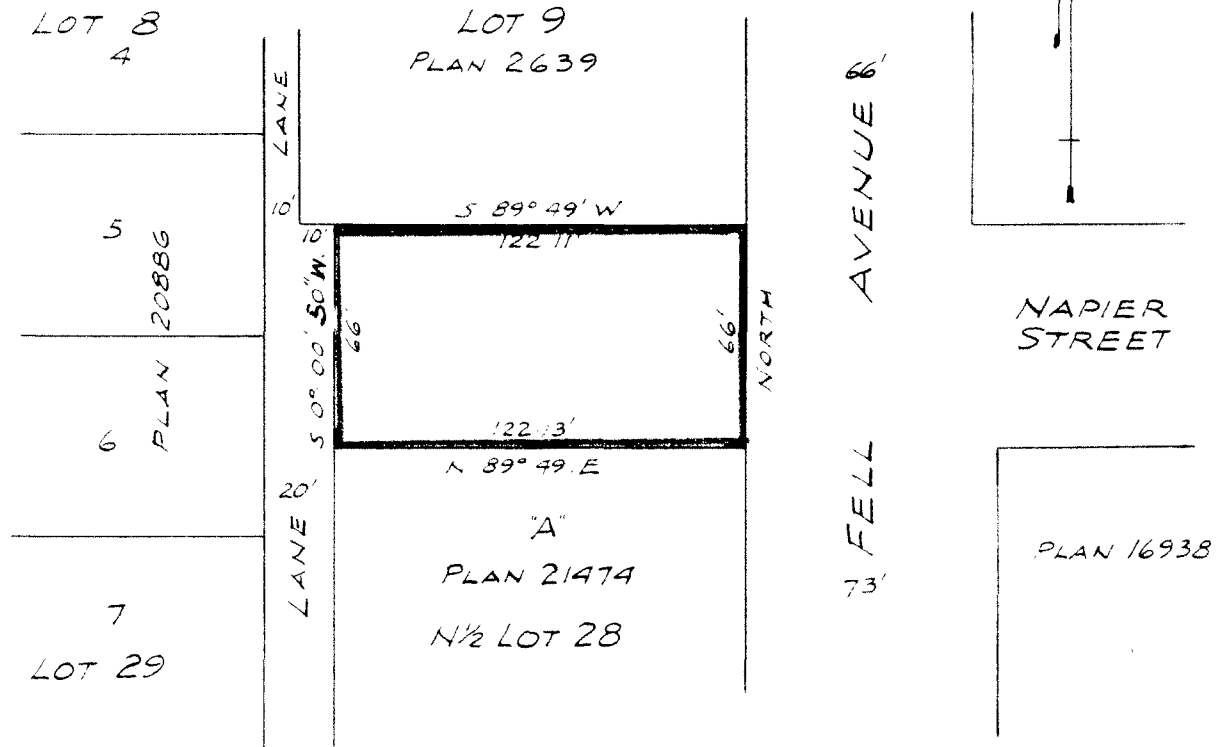 LOT 8
4
LOT 9
PLAN 2639
LANE
10'
66'
AVENUE
5
PLAN 20886
6
7
LOT 29
10'
S 89° 49' W
122.11'
S 0° 00' 50" W.
66'
66'
NORTH
122.13'
N 89° 49' E
NAPIER
STREET
20'
LANE
"A"
PLAN 21474
N½ LOT 28
FELL
73'
PLAN 16938